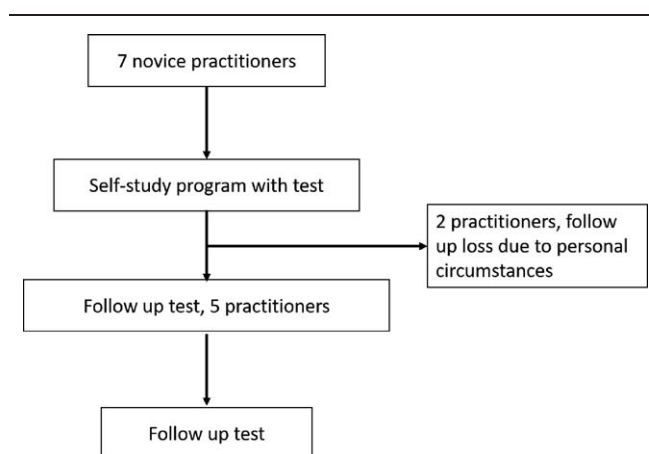 7 novice practitioners
Self-study program with test
2 practitioners, follow
up loss due to personal
circumstances
Follow up test, 5 practitioners
Follow up test